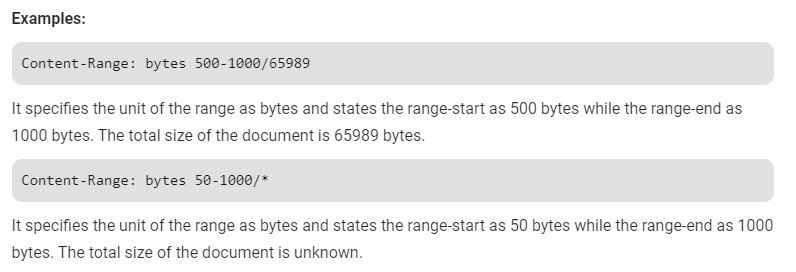 Examples:
Content-Range: bytes 500-1000/65989
It specifies the unit of the range as bytes and states the range-start as 500 bytes while the range-end as
1000 bytes. The total size of the document is 65989 bytes.
Content-Range: bytes 50-1000/*
It specifies the unit of the range as bytes and states the range-start as 50 bytes while the range-end as 1000
bytes. The total size of the document is unknown.